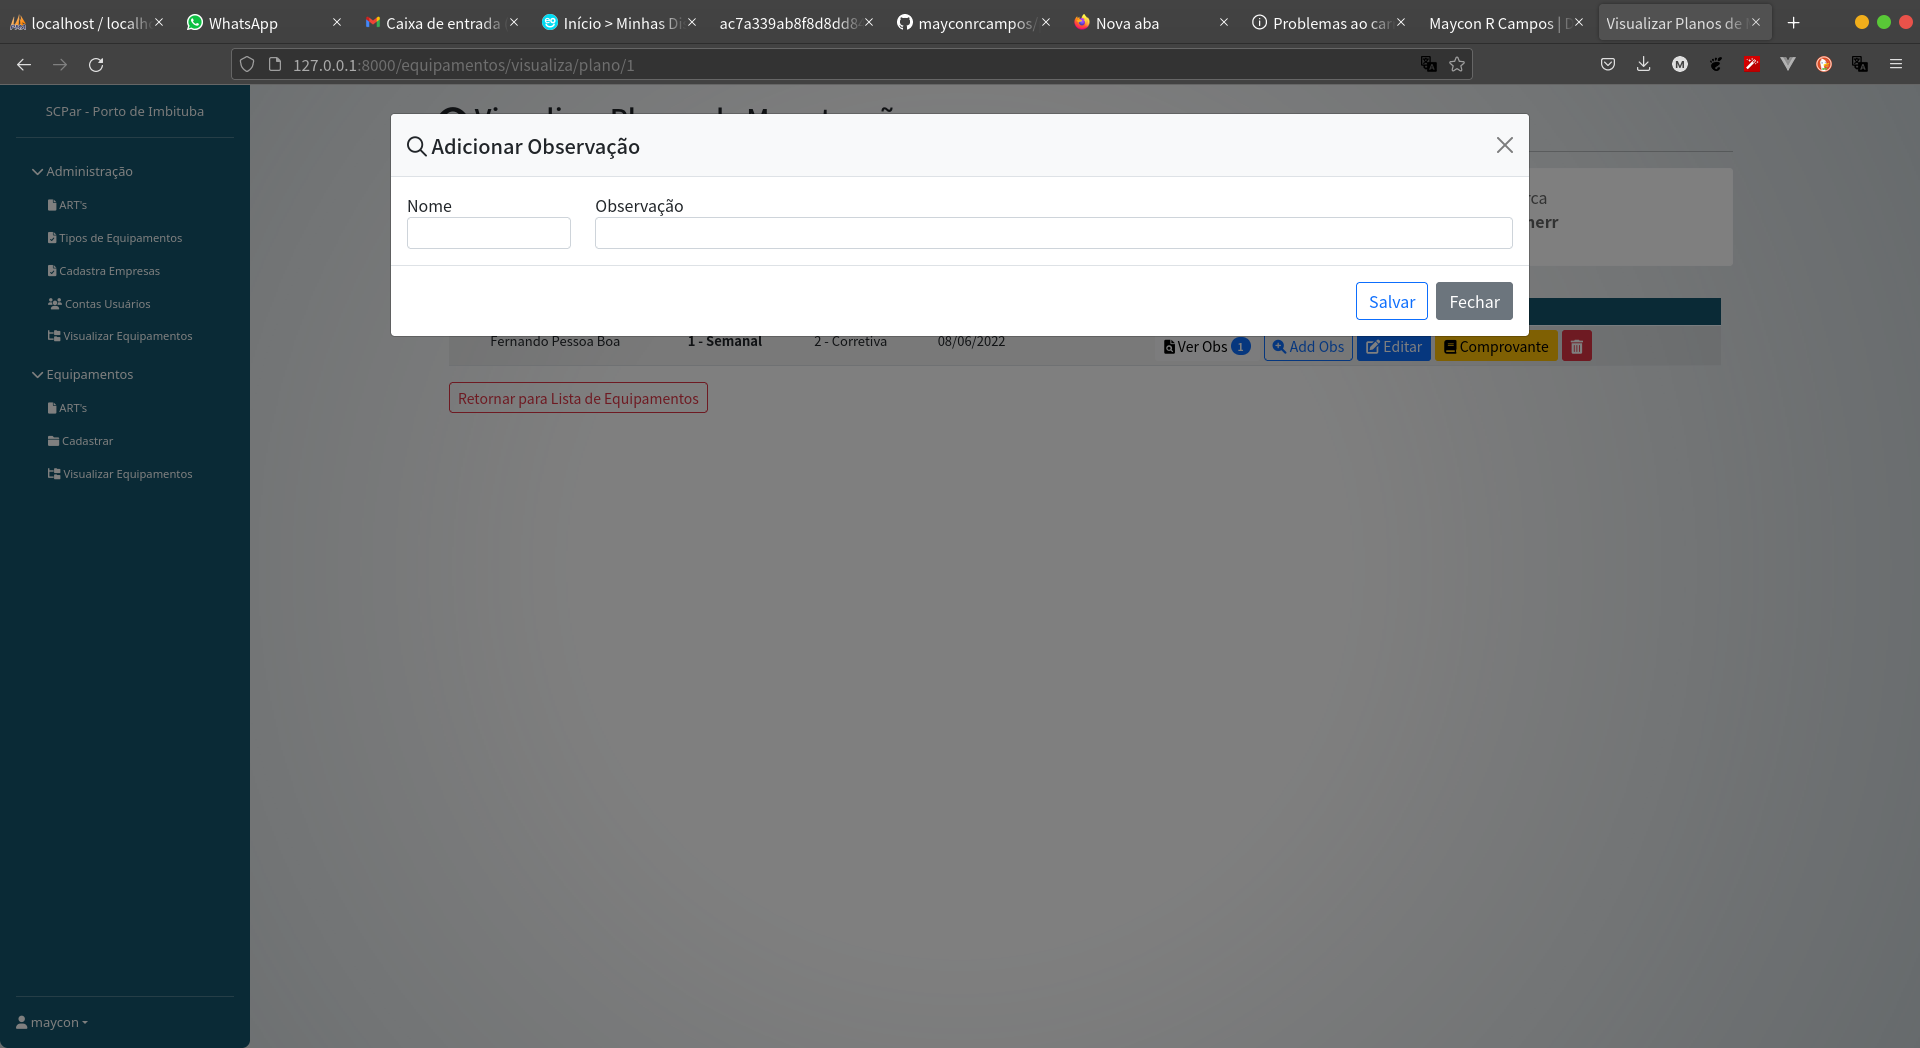 localhost / localh
WhatsApp
Caixa de entrada
Início > Minhas Di
ac7a339ab8f8d8dd8
mayconrcampos/
Nova aba
Problemas ao car
Maycon R Campos |
Visualizar Planos de
127.0.0.1:8000/equipamentos/visualiza/plano/1
SCPar - Porto de Imbituba
Administração
ART's
Tipos de Equipamentos
Cadastra Empresas
Contas Usuários
Visualizar Equipamentos
Equipamentos
ART's
Cadastrar
Visualizar Equipamentos
maycon
Adicionar Observação
Nome
Observação
Salvar
Fechar
Fernando Pessoa Boa
1 - Semanal
2 - Corretiva
08/06/2022
Ver Obs 1
Add Obs
Editar
Comprovante
Retornar para Lista de Equipamentos